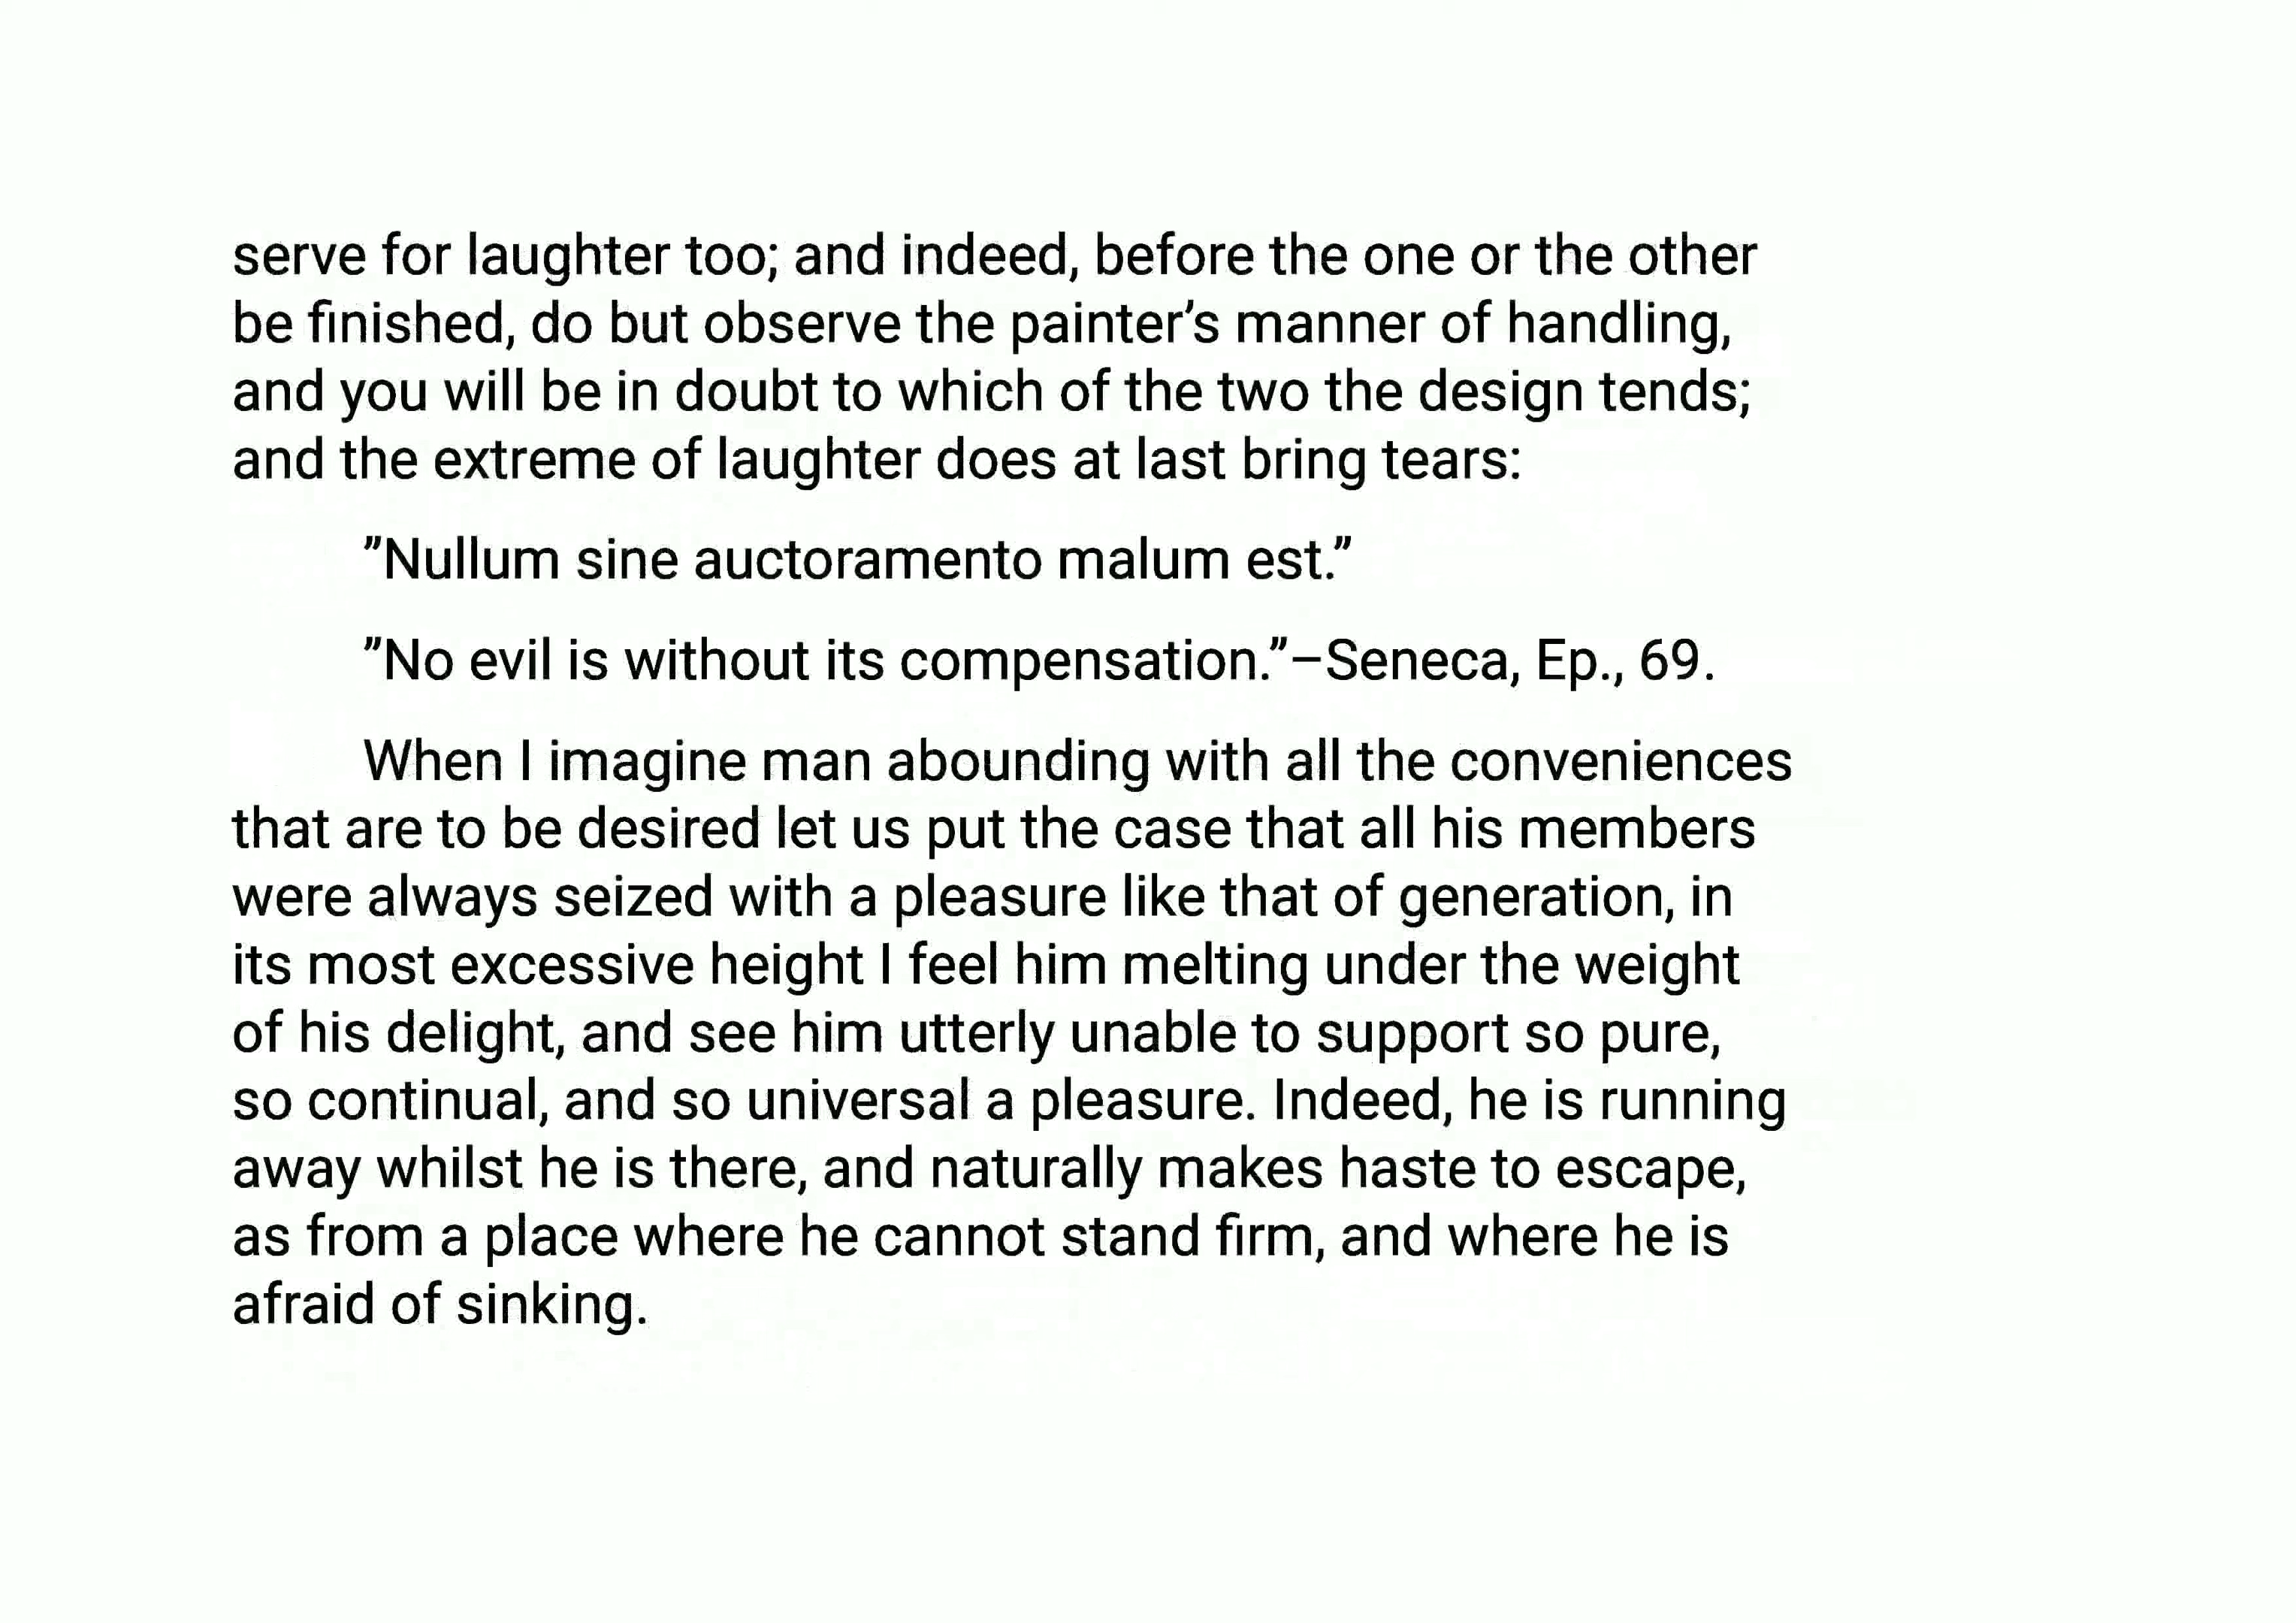 serve for laughter too; and indeed, before the one or the other
be finished, do but observe the painter’s manner of handling,
and you will be in doubt to which of the two the design tends;
and the extreme of laughter does at last bring tears:
”Nullum sine auctoramento malum est.”
”No evil is without its compensation.”–Seneca, Ep., 69.
When I imagine man abounding with all the conveniences
that are to be desired let us put the case that all his members
were always seized with a pleasure like that of generation, in
its most excessive height I feel him melting under the weight
of his delight, and see him utterly unable to support so pure,
so continual, and so universal a pleasure. Indeed, he is running
away whilst he is there, and naturally makes haste to escape,
as from a place where he cannot stand firm, and where he is
afraid of sinking.